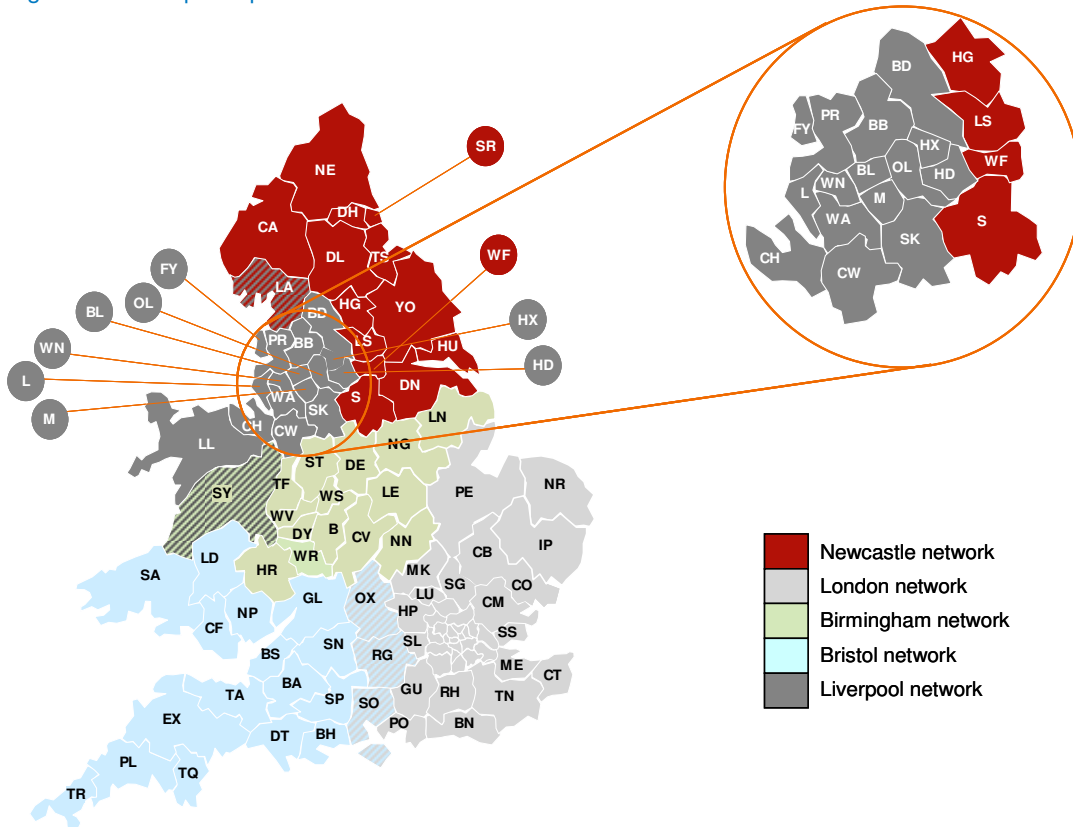 BD
HG
FY
PR
BB
LS
HX
WF
BL
OL
HD
WN
L
M
WA
S
SK
CH
CW
SR
NE
DH
CA
DL
TS
WF
FY
LA
OL
HG
YO
BL
BD
HX
PR
BB
LS
HU
WN
HD
L
WA
S
DN
M
SK
LN
CH
CW
LL
NG
ST
DE
TF
SY
WS
LE
PE
NR
WV
DY
B
CV
NN
IP
LD
WR
CB
SA
HR
MK
SG
CO
GL
OX
LU
HP
CM
NP
CF
SS
SN
SL
BS
RG
ME
CT
BA
GU
RH
TN
TA
SP
SO
EX
PO
BN
DT
BH
PL
TQ
TR
Newcastle network
London network
Birmingham network
Bristol network
Liverpool network